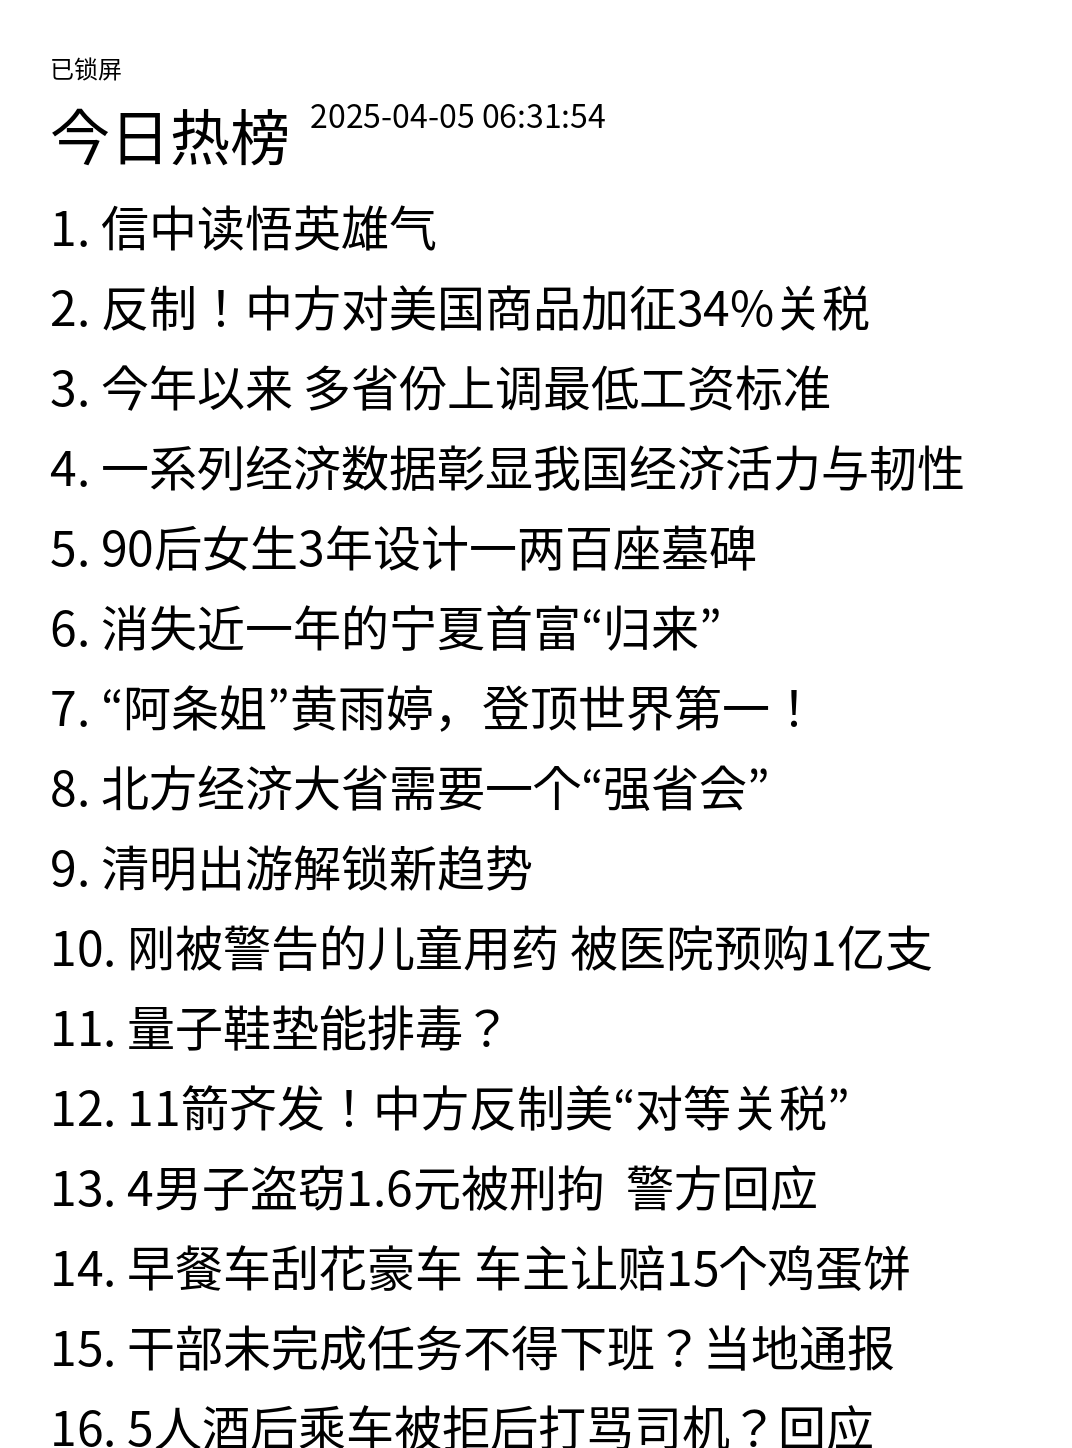 已锁屏
今日热榜 2025-04-05 06:31:54
1. 信中读悟英雄气
2. 反制！中方对美国商品加征34%关税
3. 今年以来 多省份上调最低工资标准
4. 一系列经济数据彰显我国经济活力与韧性
5. 90后女生3年设计一两百座墓碑
6. 消失近一年的宁夏首富“归来”
7. “阿条姐”黄雨婷，登顶世界第一！
8. 北方经济大省需要一个“强省会”
9. 清明出游解锁新趋势
10. 刚被警告的儿童用药 被医院预购1亿支
11. 量子鞋垫能排毒？
12. 11箭齐发！中方反制美“对等关税”
13. 4男子盗窃1.6元被刑拘  警方回应
14. 早餐车刮花豪车 车主让赔15个鸡蛋饼
15. 干部未完成任务不得下班？当地通报
16. 5人酒后乘车被拒后打骂司机？回应